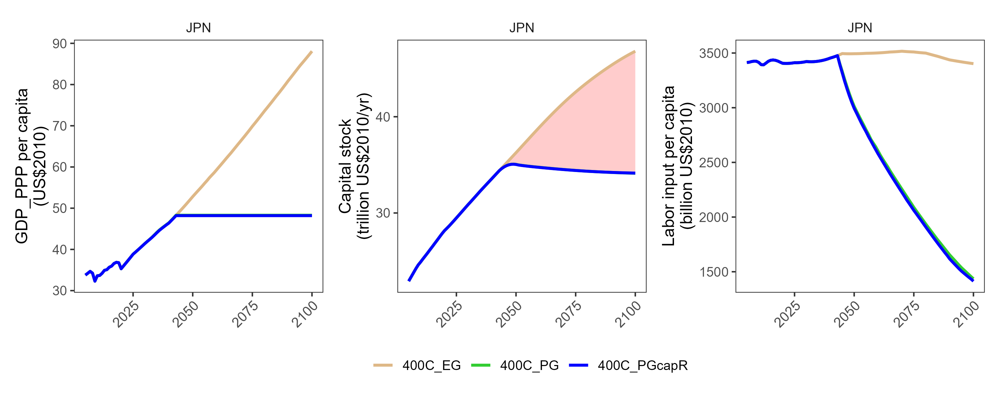 JPN
GDP_PPP per capita
(US$2010)
90
80
70
60
50
40
30
2025
2050
2075
2100
JPN
Capital stock
(trillion US$2010/yr)
40
30
2025
2050
2075
2100
JPN
Labor input per capita
(billion US$2010)
3500
3000
2500
2000
1500
2025
2050
2075
2100
400C_EG 400C_PG 400C_PGcapR